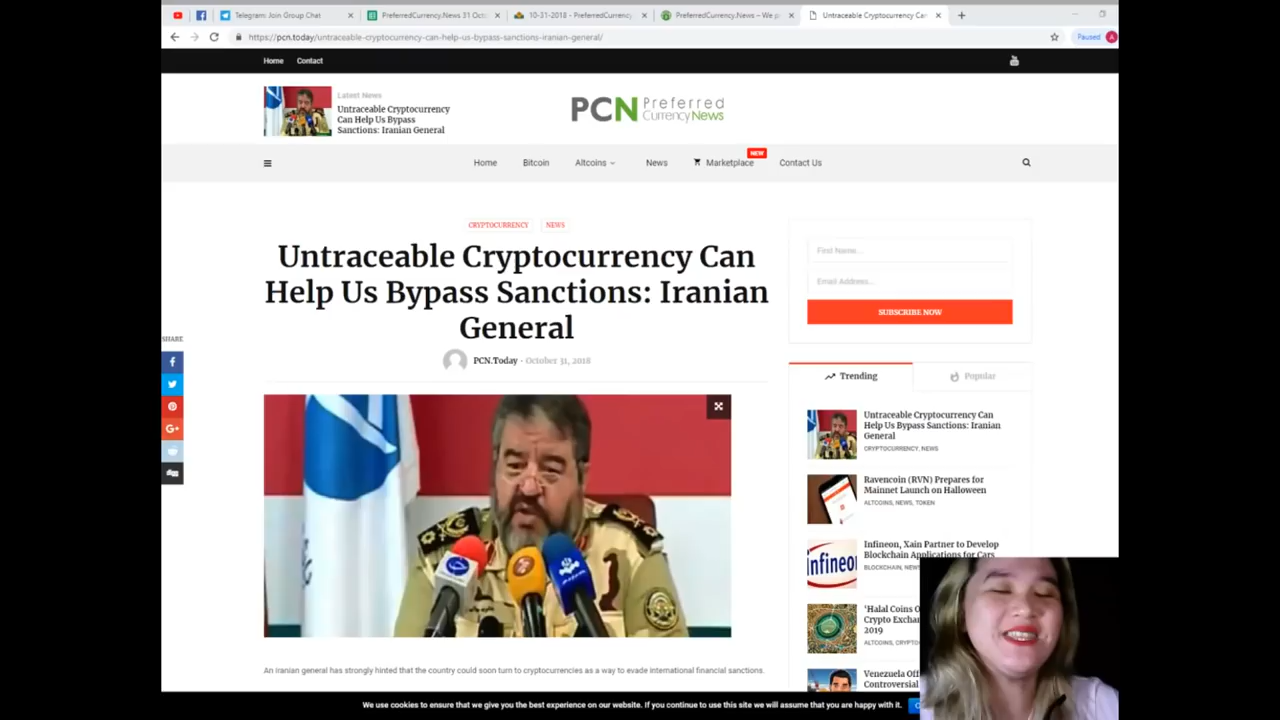 Telegram: Join Group Chat
PreferredCurrency.News 31 Oct
10-31-2018 - PreferredCurrency
PreferredCurrency.News – We p
Untraceable Cryptocurrency Can
https://pcn.today/untraceable-cryptocurrency-can-help-us-bypass-sanctions-iranian-general/
Paused
A
Home
Contact
Latest News
Untraceable Cryptocurrency
Can Help Us Bypass
Sanctions: Iranian General
PCN Preferred
Currency News
Home
Bitcoin
Altcoins
News
Marketplace
NEW
Contact Us
CRYPTOCURRENCY
NEWS
Untraceable Cryptocurrency Can
Help Us Bypass Sanctions: Iranian
General
PCN.Today - October 31, 2018
SHARE
First Name...
Email Address...
SUBSCRIBE NOW
Trending
Popular
Untraceable Cryptocurrency Can
Help Us Bypass Sanctions: Iranian
General
CRYPTOCURRENCY, NEWS
Ravencoin (RVN) Prepares for
Mainnet Launch on Halloween
ALTCOINS, NEWS, TOKEN
Infineon, Xain Partner to Develop
Blockchain Applications for Cars
BLOCKCHAIN, NEWS
infineo
'Halal Coins O
Crypto Exchan
2019
ALTCOINS, CRYPTO
Venezuela Off
Controversial
An Iranian general has strongly hinted that the country could soon turn to cryptocurrencies as a way to evade international financial sanctions.
We use cookies to ensure that we give you the best experience on our website. If you continue to use this site we will assume that you are happy with it.